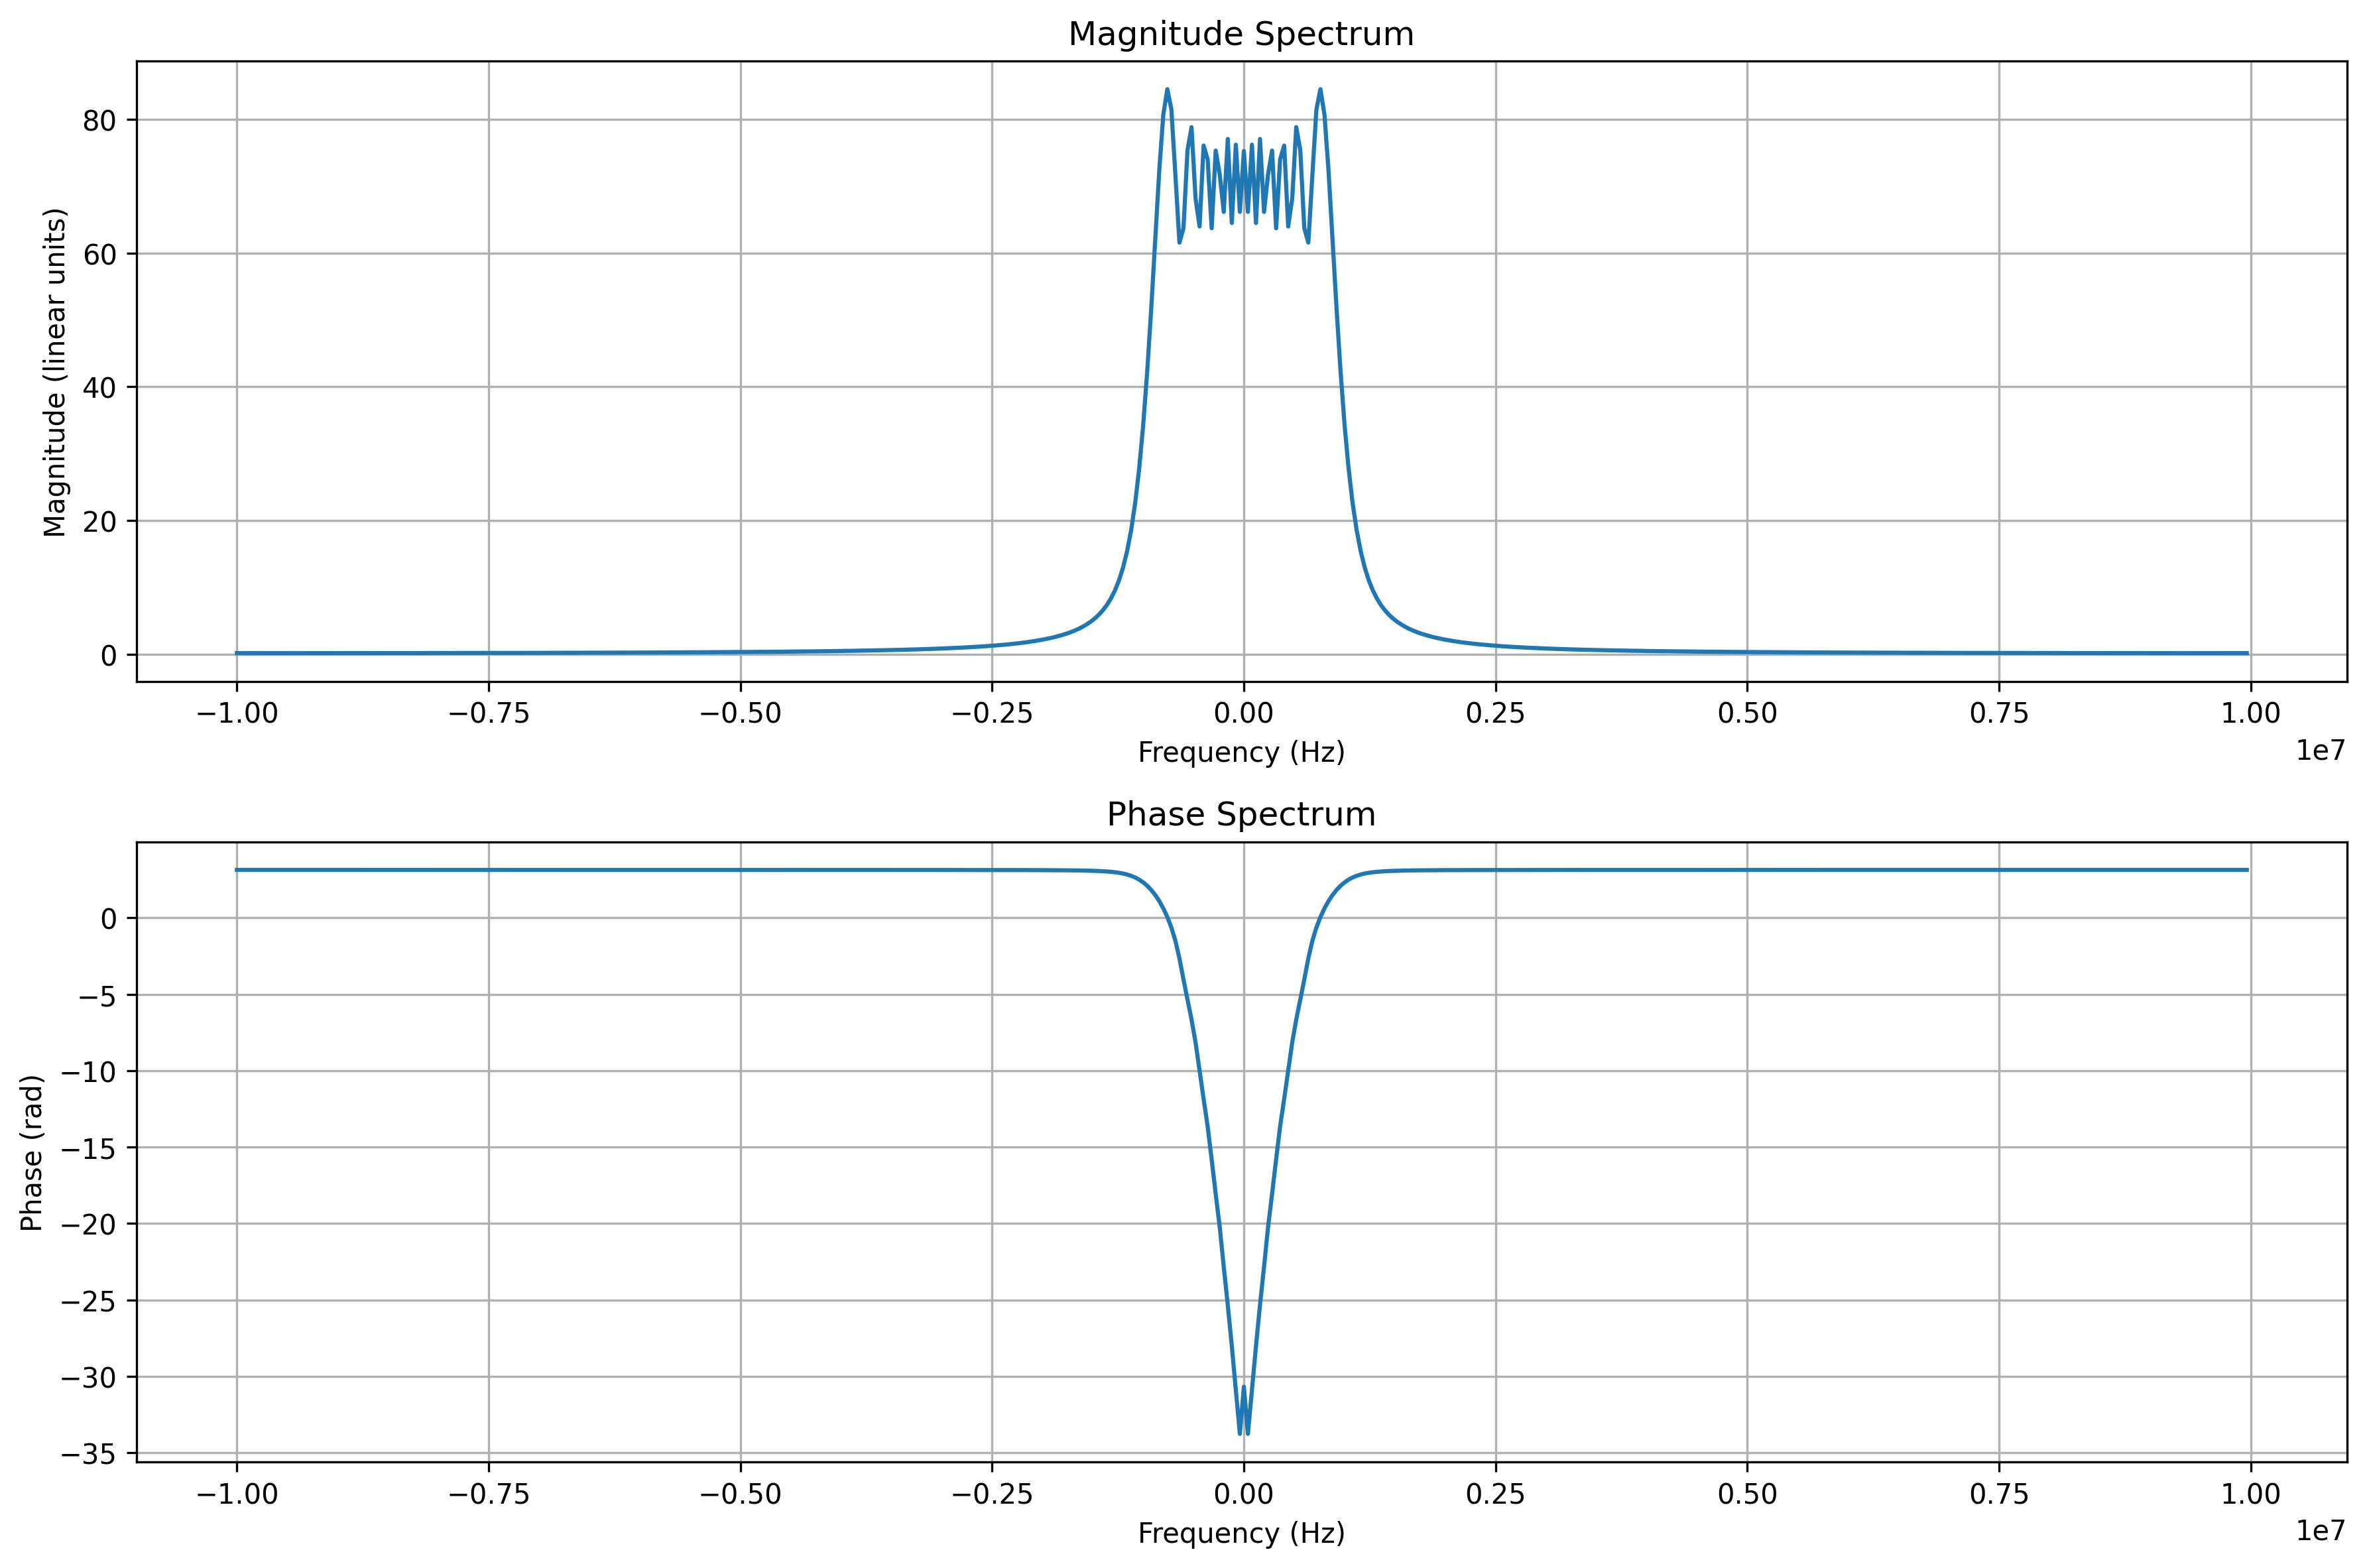 Magnitude Spectrum
Magnitude (linear units)
80
60
40
20
0
−1.00 −0.75 −0.50 −0.25 0.00 0.25 0.50 0.75 1.00
1e7
Frequency (Hz)
Phase Spectrum
Phase (rad)
0
−5
−10
−15
−20
−25
−30
−35
−1.00 −0.75 −0.50 −0.25 0.00 0.25 0.50 0.75 1.00
1e7
Frequency (Hz)